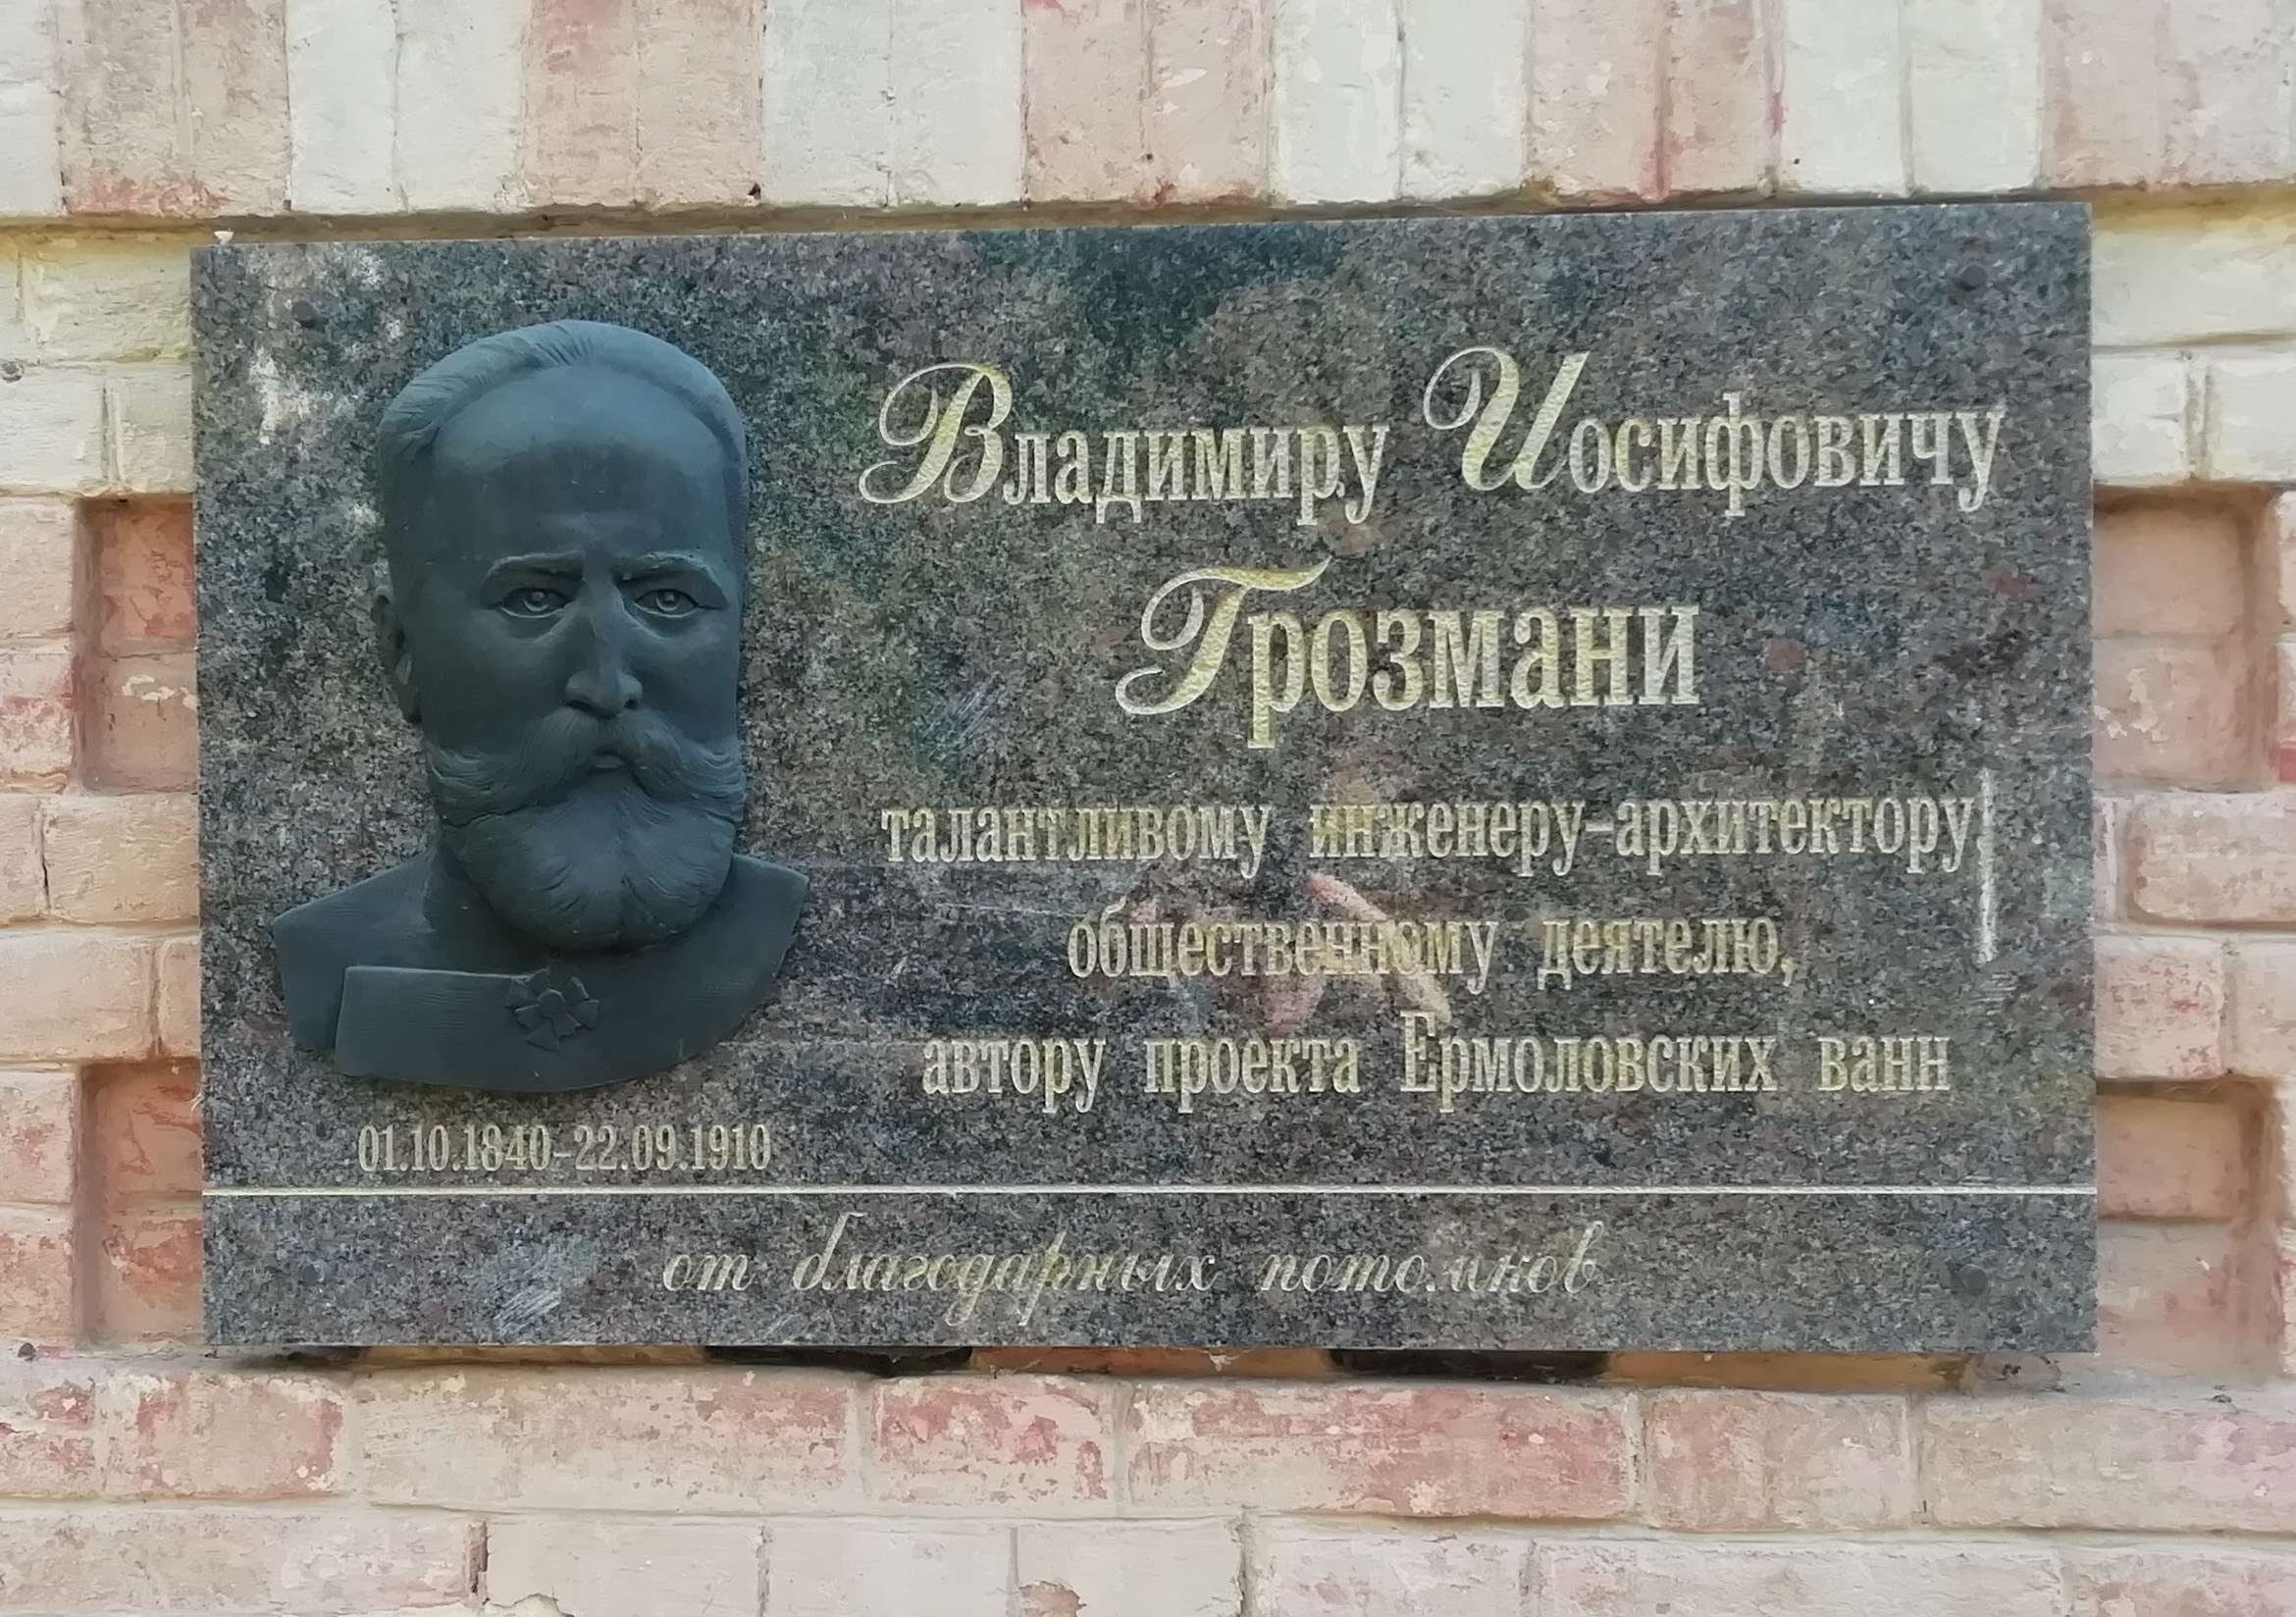 Владимиру Иосифовичу
Грозмани
талантливому инженеру-архитектору,
общественному деятелю,
автору проекта Ермоловских ванн
01.10.1840-22.09.1910
от благодарных потомков